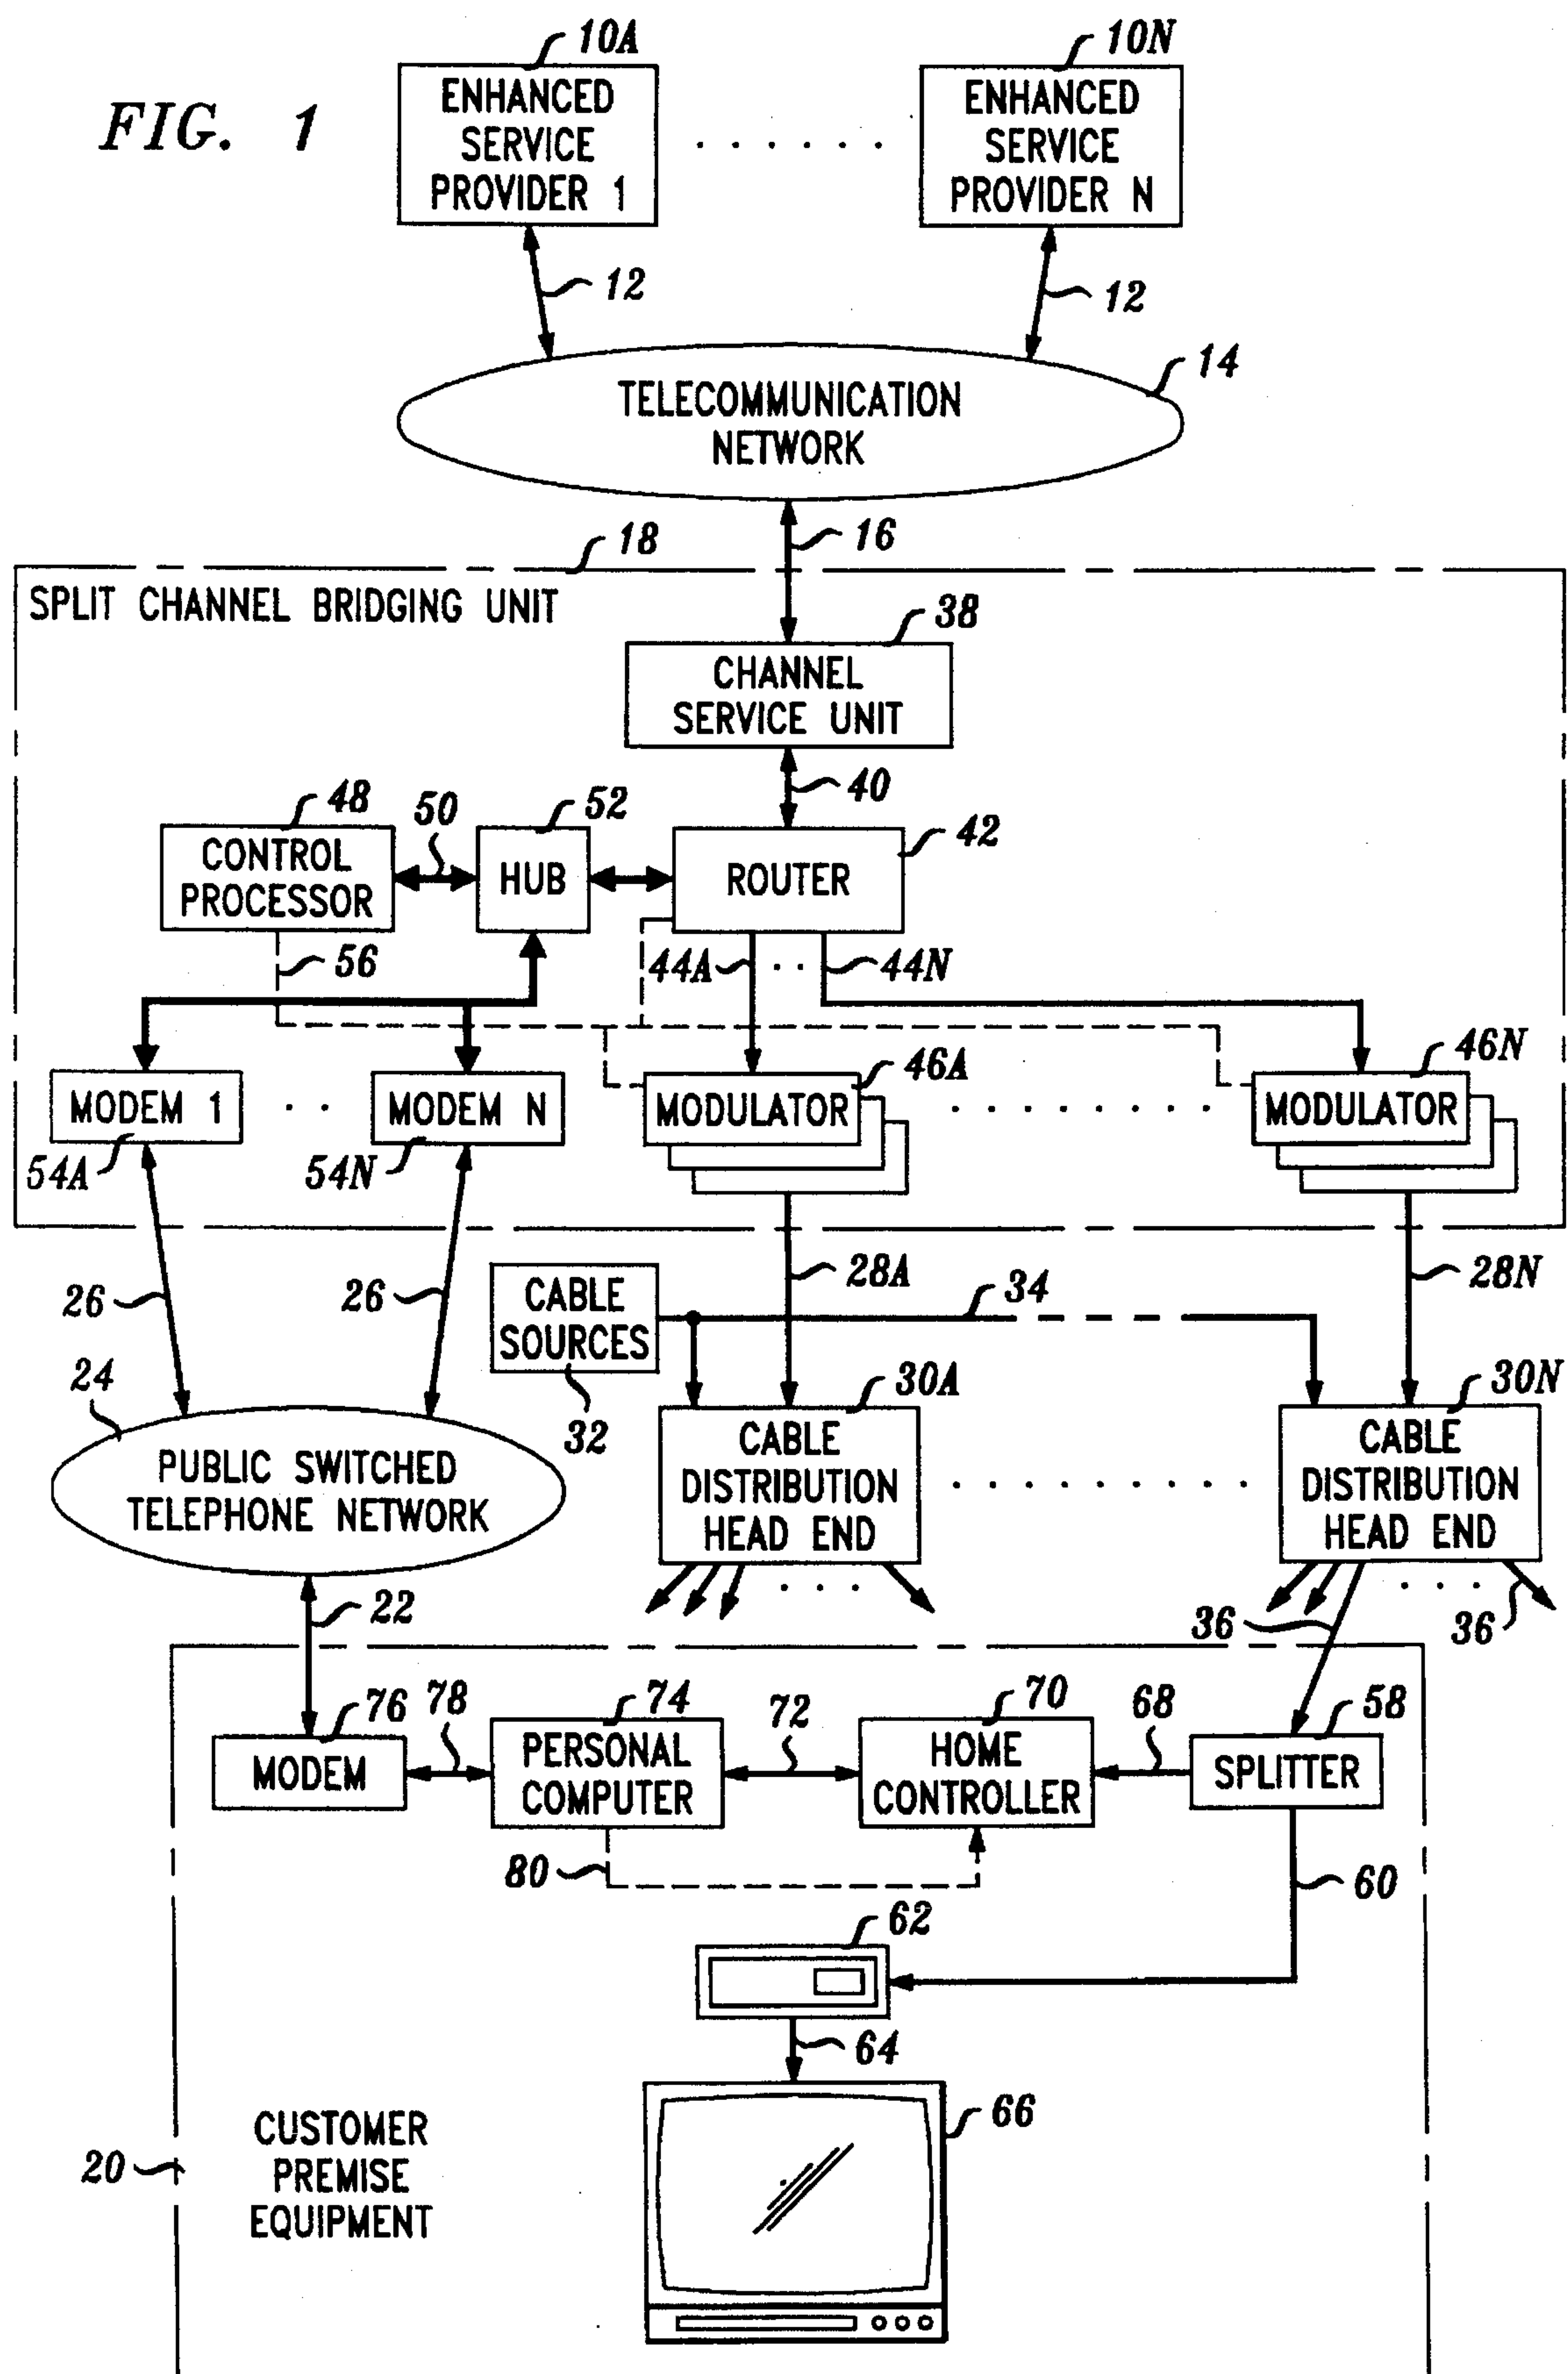 FIG. 1
10A
10N
ENHANCED
SERVICE
PROVIDER 1
ENHANCED
SERVICE
PROVIDER N
12
12
14
TELECOMMUNICATION
NETWORK
16
18
SPLIT CHANNEL BRIDGING UNIT
38
CHANNEL
SERVICE UNIT
40
48
50
52
42
CONTROL
PROCESSOR
HUB
ROUTER
56
44A
44N
46A
46N
MODEM 1
MODEM N
MODULATOR
MODULATOR
54A
54N
26
26
28A
28N
CABLE
SOURCES
34
32
24
30A
30N
PUBLIC SWITCHED
TELEPHONE NETWORK
CABLE
DISTRIBUTION
HEAD END
CABLE
DISTRIBUTION
HEAD END
22
36
36
76
78
74
72
70
68
58
MODEM
PERSONAL
COMPUTER
HOME
CONTROLLER
SPLITTER
80
60
62
64
66
20
CUSTOMER
PREMISE
EQUIPMENT